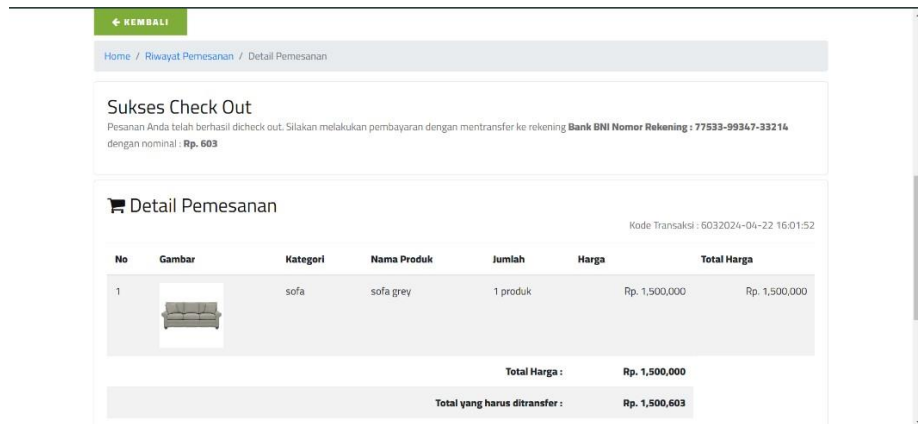 ← KEMBALI
Home / Riwayat Pemesanan / Detail Pemesanan
Sukses Check Out
Pesanan Anda telah berhasil dicheck out. Silakan melakukan pembayaran dengan mentransfer ke rekening Bank BNI Nomor Rekening : 77533-99347-33214
dengan nominal : Rp. 603
Detail Pemesanan
Kode Transaksi : 6032024-04-22 16:01:52
No Gambar Kategori Nama Produk Jumlah Harga Total Harga
1 sofa sofa grey 1 produk Rp. 1,500,000 Rp. 1,500,000
Total Harga : Rp. 1,500,000
Total yang harus ditransfer : Rp. 1,500,603